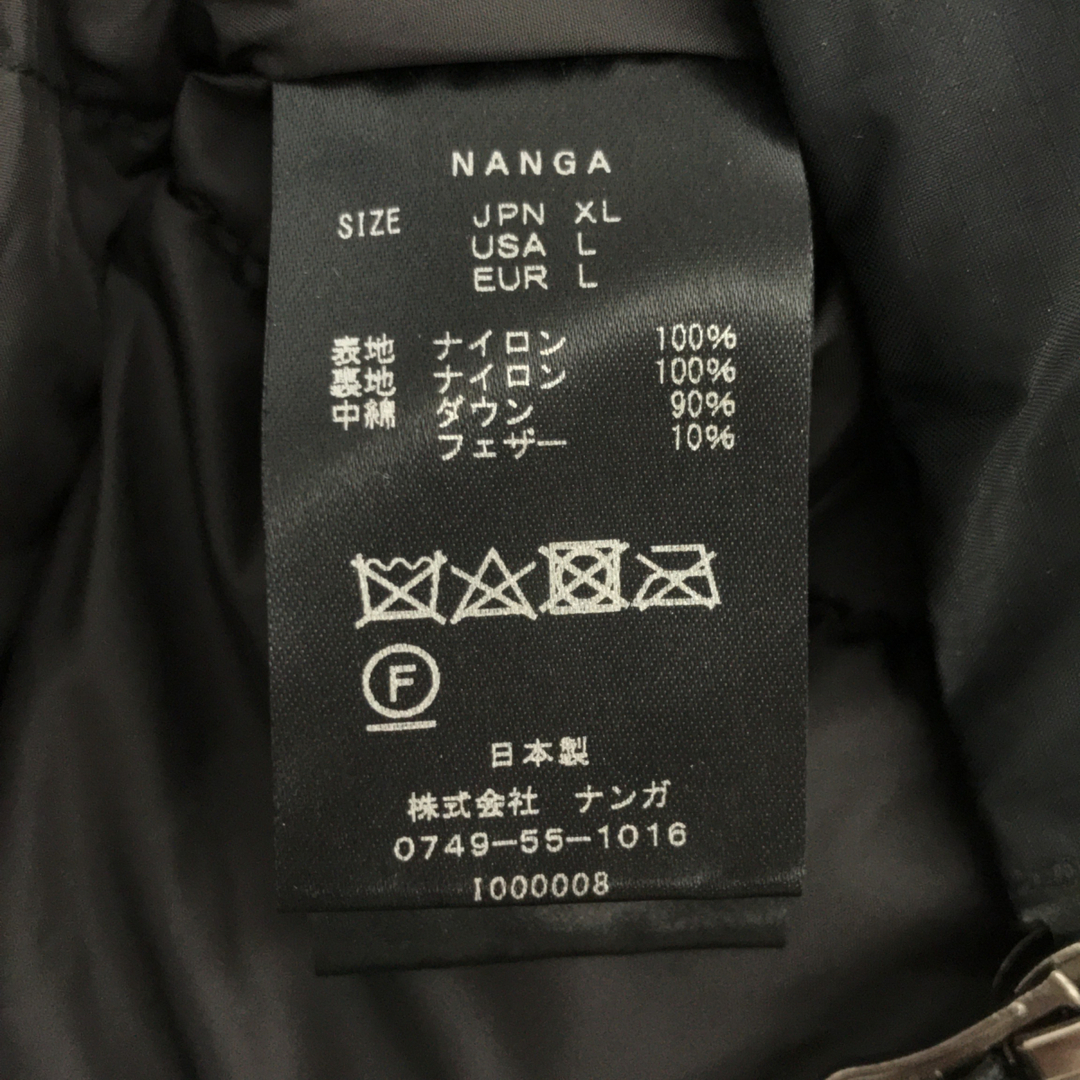 NANGA
SIZE JPN XL
USA L
EUR L
表地 ナイロン 100%
裏地 ナイロン 100%
中綿 ダウン 90%
フェザー 10%
F
日本製
株式会社 ナンガ
0749-55-1016
I000008